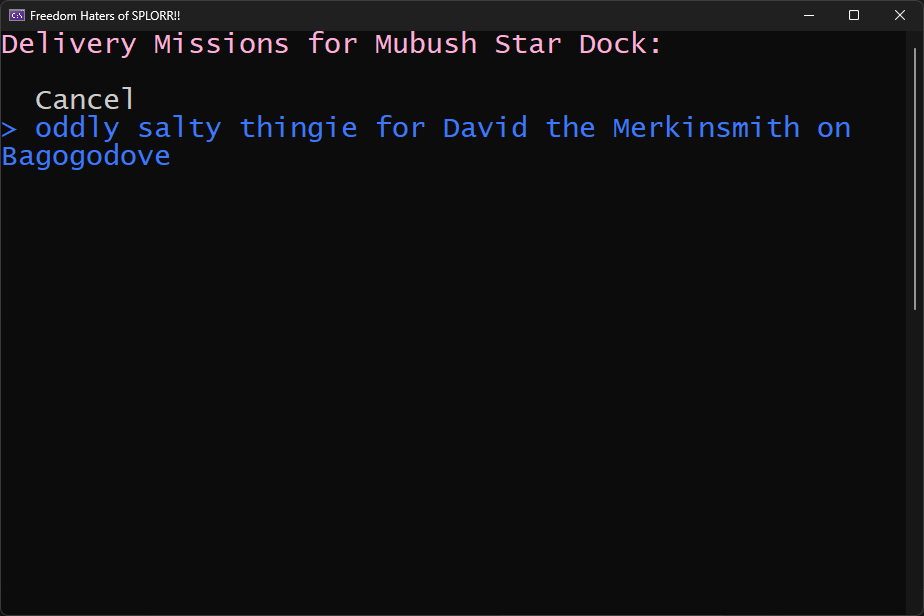 Freedom Haters of SPLORR!!
Delivery Missions for Mubush Star Dock:
Cancel
> oddly salty thingie for David the Merkinsmith on
Bagogodove